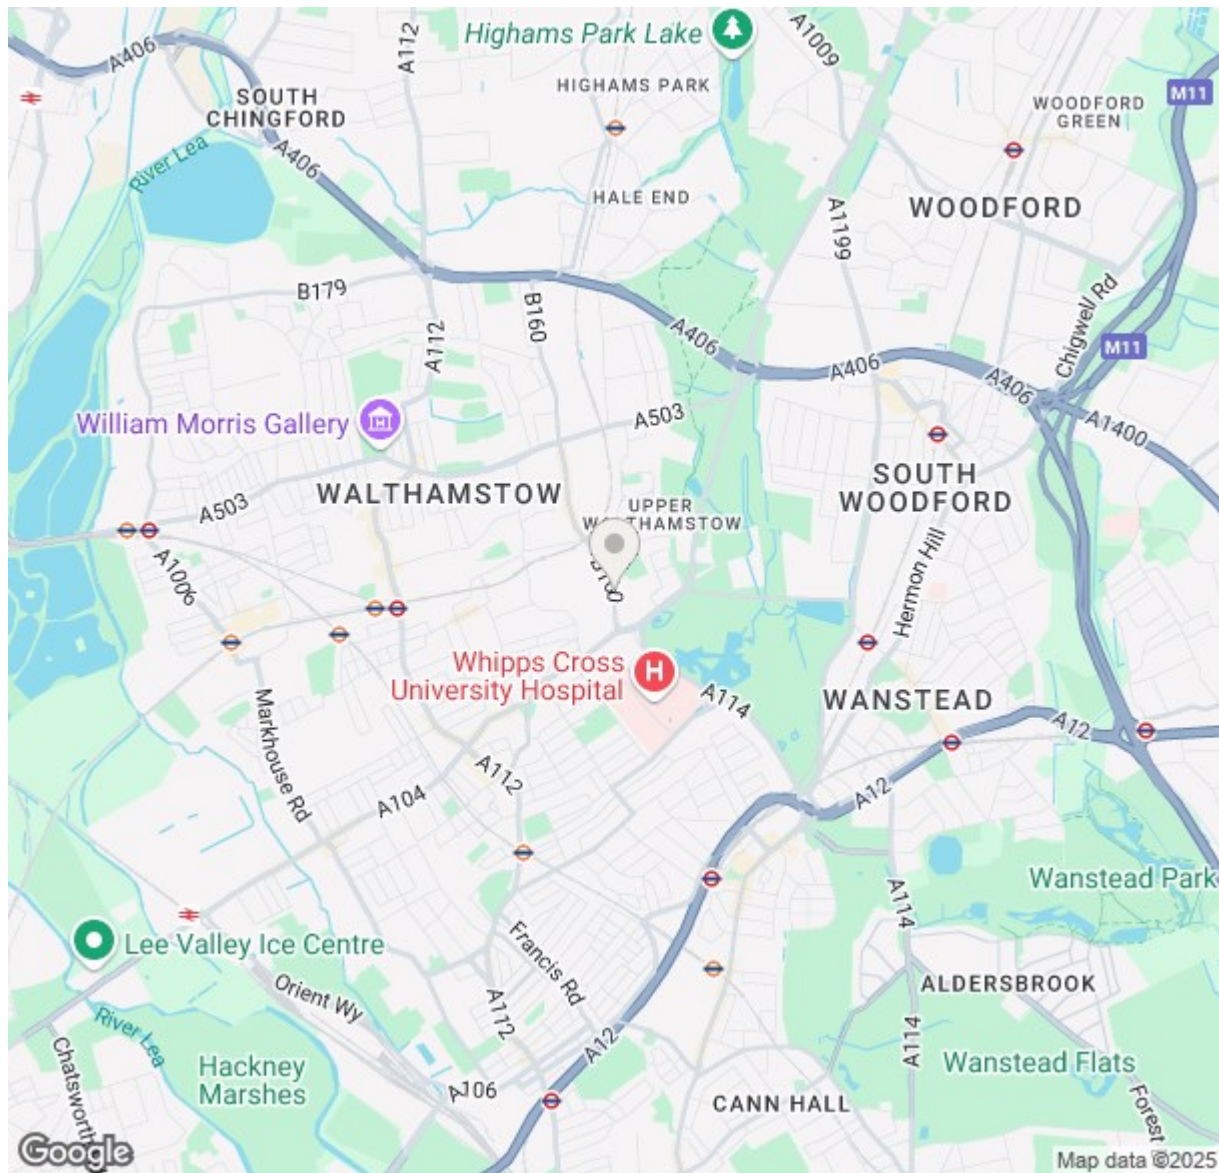 Higham​s Park Lake
A1009
A112
A406
HIGHAMS PARK
M11
SOUTH
CHINGFORD
WOODFORD
GREEN
River Lea
A406
HALE END
WOODFORD
A1199
B179
B160
Chigwell Rd
A112
A406
M11
A406
A406
William Morris Gallery
A503
A1400
WALTHAMSTOW
SOUTH
WOODFORD
A503
UPPER
WALTHAMSTOW
A1006
B160
Hermon Hill
Whipps Cross
University Hospital
A114
WANSTEAD
Markhouse Rd
A12
A112
A104
A12
Wanstead Park
A114
Lee Valley Ice Centre
Francis Rd
ALDERSBROOK
Orient Wy
A112
River Lea
A12
A114
Hackney
Marshes
Wanstead Flats
Chatsworth
A106
CANN HALL
Forest
Google
Map data ©2025